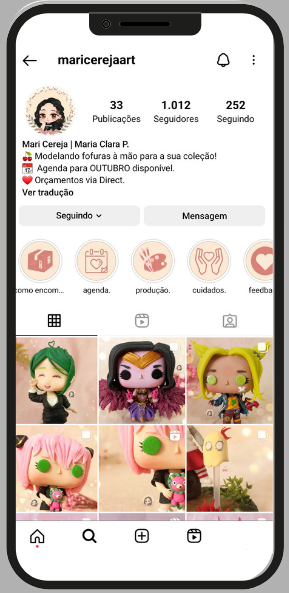 maricerejaart
33 1.012 252
Publicações Seguidores Seguindo
Mari Cereja | Maria Clara P.
🍒 Modelando fofuras à mão para a sua coleção!
📆 Agenda para OUTUBRO disponível.
❤️ Orçamentos via Direct.
Ver tradução
Seguindo Mensagem
como encom... agenda. produção. cuidados. feedba